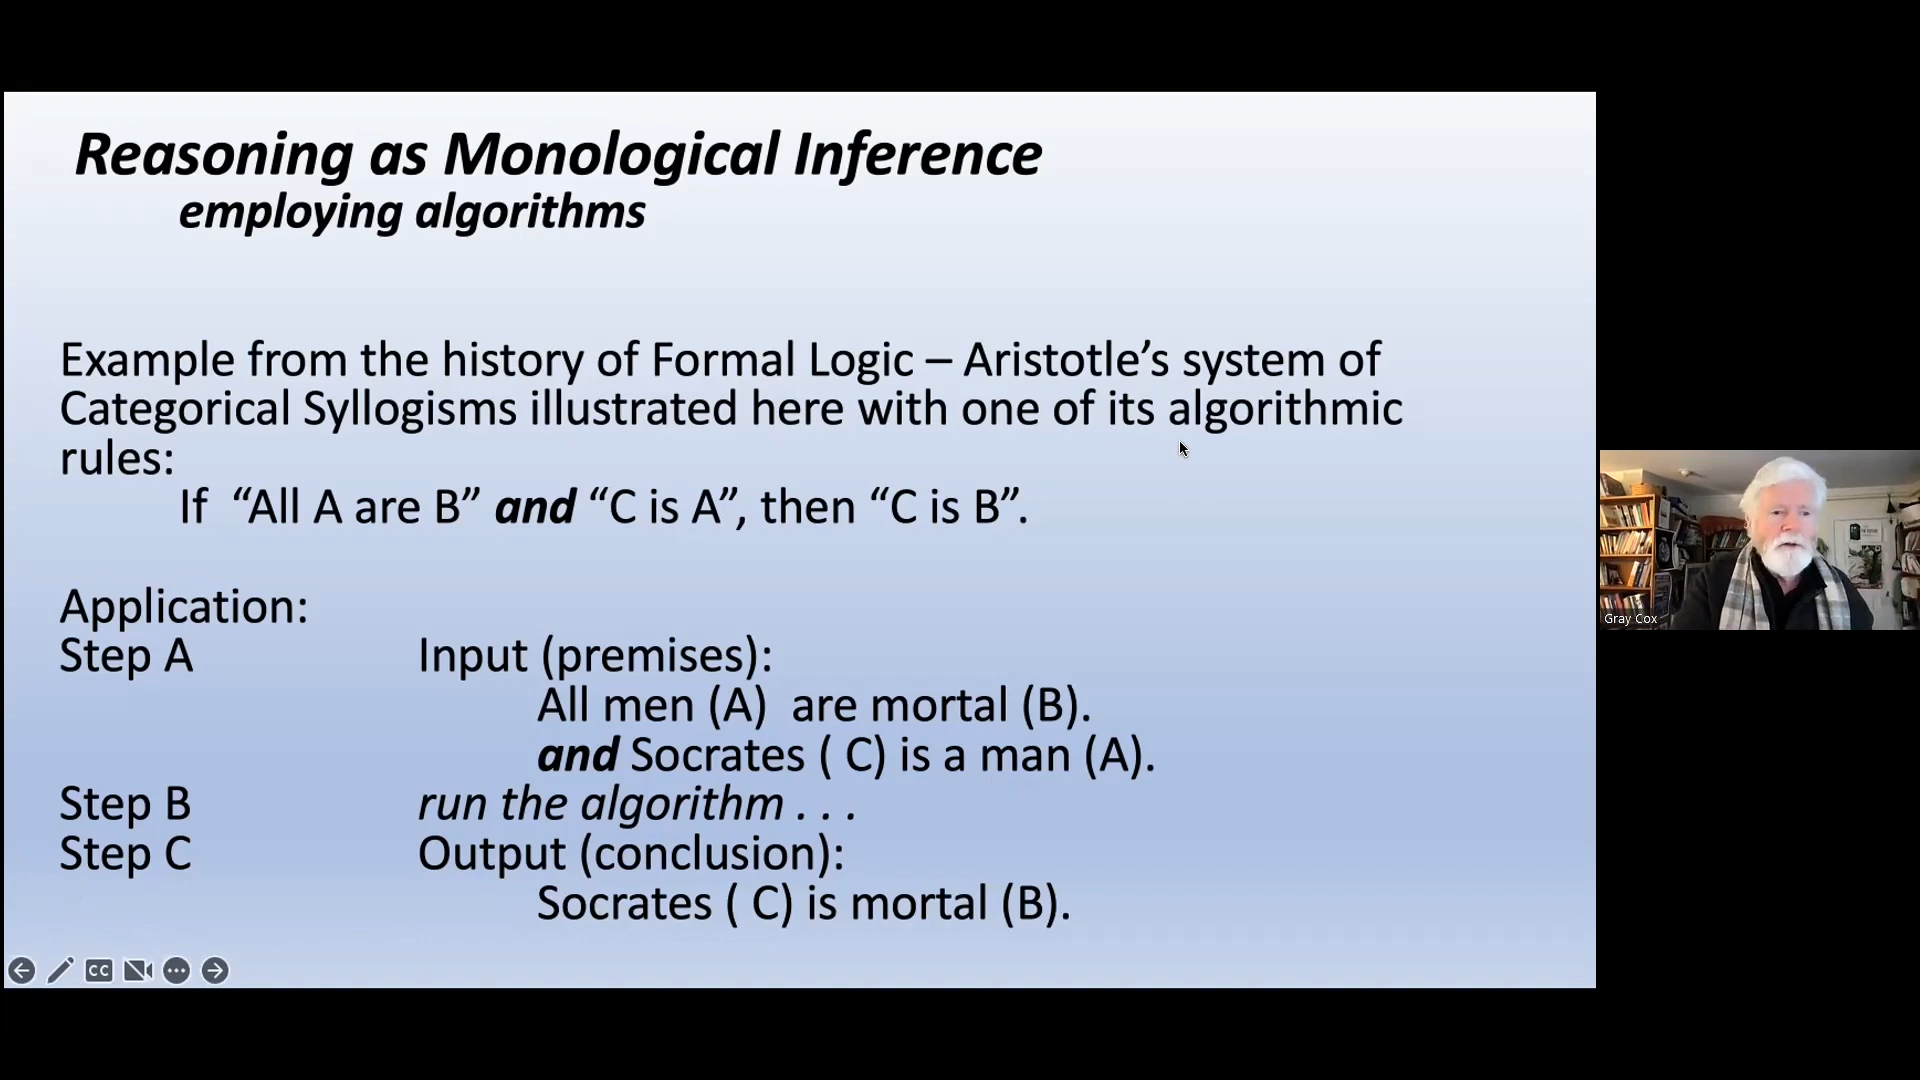 Reasoning as Monological Inference
employing algorithms
Example from the history of Formal Logic – Aristotle’s system of
Categorical Syllogisms illustrated here with one of its algorithmic
rules:
If “All A are B” and “C is A”, then “C is B”.
Application:
Step A Input (premises):
All men (A) are mortal (B).
and Socrates ( C) is a man (A).
Step B run the algorithm . . .
Step C Output (conclusion):
Socrates ( C) is mortal (B).
CC
Gray Cox